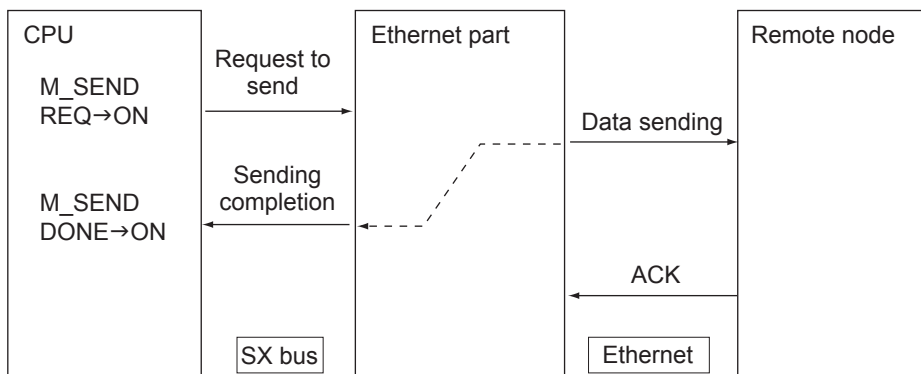 CPU
M_SEND
REQ→ON
M_SEND
DONE→ON
Request to
send
Sending
completion
SX bus
Ethernet part
Data sending
ACK
Ethernet
Remote node